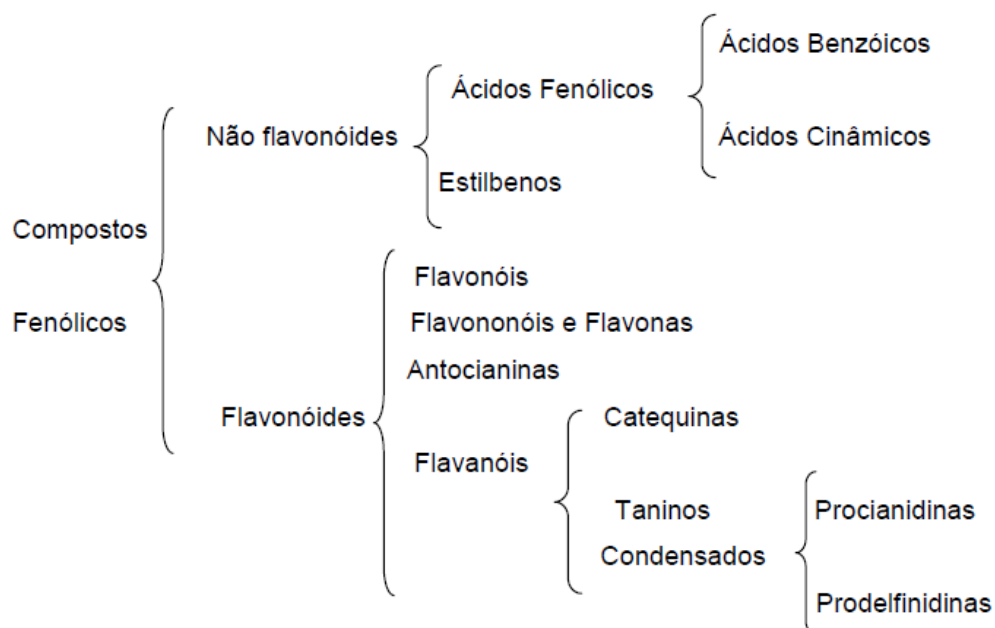 Compostos
Fenólicos
Não flavonóides
Ácidos Fenólicos
Ácidos Benzóicos
Ácidos Cinâmicos
Estilbenos
Flavonóides
Flavonóis
Flavononóis e Flavonas
Antocianinas
Flavanóis
Catequinas
Taninos
Condensados
Procianidinas
Prodelfinidinas